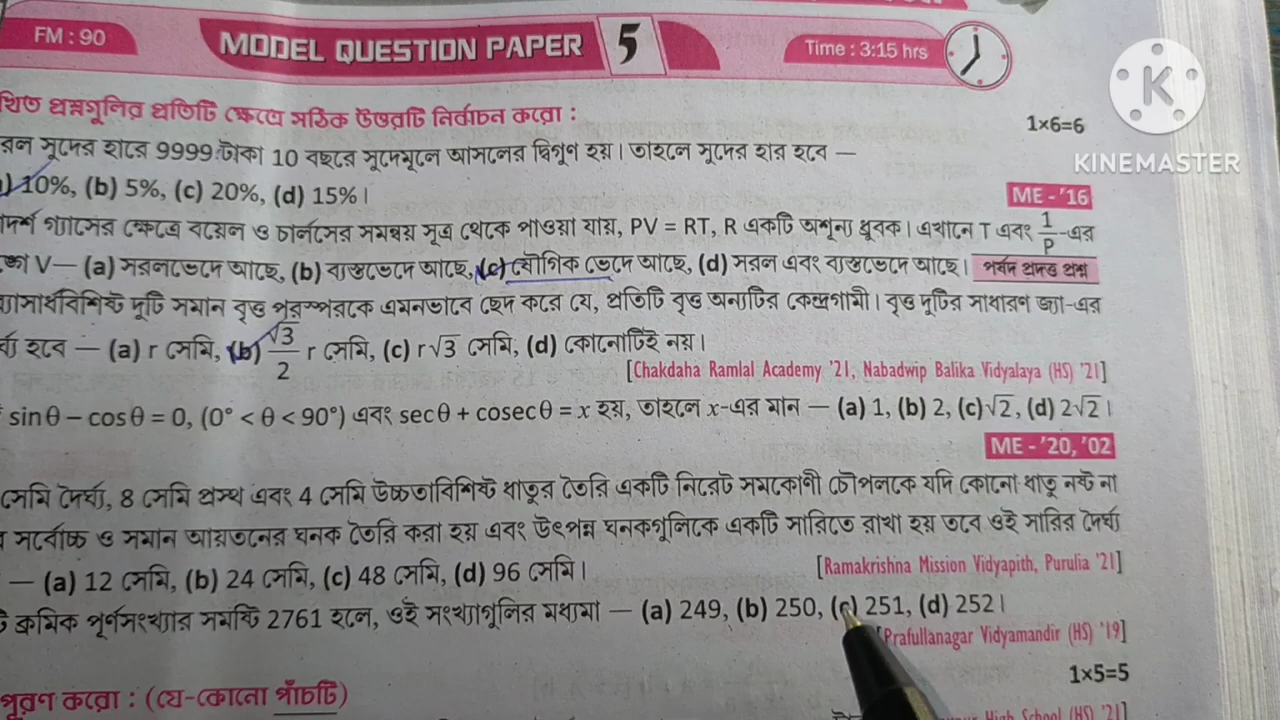 FM : 90
MODEL QUESTION PAPER 5
Time : 3:15 hrs
KINEMASTER
প্রশ্নগুলির প্রতিটি ক্ষেত্রে সঠিক উত্তরটি নির্বাচন করো :
1×6=6
সুদের হারে 9999 টাকা 10 বছরে সুদেমূলে আসলের দ্বিগুণ হয়। তাহলে সুদের হার হবে —
10%, (b) 5%, (c) 20%, (d) 15%।
ME - '16
গ্যাসের ক্ষেত্রে বয়েল ও চার্লসের সমন্বয় সূত্র থেকে পাওয়া যায়, PV = RT, R একটি অশূন্য ধ্রুবক। এখানে T এবং 1/P-এর
V— (a) সরলভেদে আছে, (b) ব্যস্তভেদে আছে, (c) যৌগিক ভেদে আছে, (d) সরল এবং ব্যস্তভেদে আছে। পর্ষদ প্রদত্ত প্রশ্ন
দুটি সমান বৃত্ত পরস্পরকে এমনভাবে ছেদ করে যে, প্রতিটি বৃত্ত অন্যটির কেন্দ্রগামী। বৃত্ত দুটির সাধারণ জ্যা-এর
হবে — (a) r সেমি, (b) √3/2 r সেমি, (c) r√3 সেমি, (d) কোনোটিই নয়।
[Chakdaha Ramlal Academy '21, Nabadwip Balika Vidyalaya (HS) '21]
sinθ – cosθ = 0, (0° < θ < 90°) এবং secθ + cosecθ = x হয়, তাহলে x-এর মান — (a) 1, (b) 2, (c) √2, (d) 2√2।
ME - '20, '02
সেমি দৈর্ঘ্য, 8 সেমি প্রস্থ এবং 4 সেমি উচ্চতাবিশিষ্ট ধাতুর তৈরি একটি নিরেট সমকোণী চৌপলকে যদি কোনো ধাতু নষ্ট না
সর্বোচ্চ ও সমান আয়তনের ঘনক তৈরি করা হয় এবং উৎপন্ন ঘনকগুলিকে একটি সারিতে রাখা হয় তবে ওই সারির দৈর্ঘ্য
— (a) 12 সেমি, (b) 24 সেমি, (c) 48 সেমি, (d) 96 সেমি।
[Ramakrishna Mission Vidyapith, Purulia '21]
ক্রমিক পূর্ণসংখ্যার সমষ্টি 2761 হলে, ওই সংখ্যাগুলির মধ্যমা — (a) 249, (b) 250, (c) 251, (d) 252।
[Prafullanagar Vidyamandir (HS) '19]
1×5=5
পূরণ করো : (যে-কোনো পাঁচটি)
High School (HS) '21]